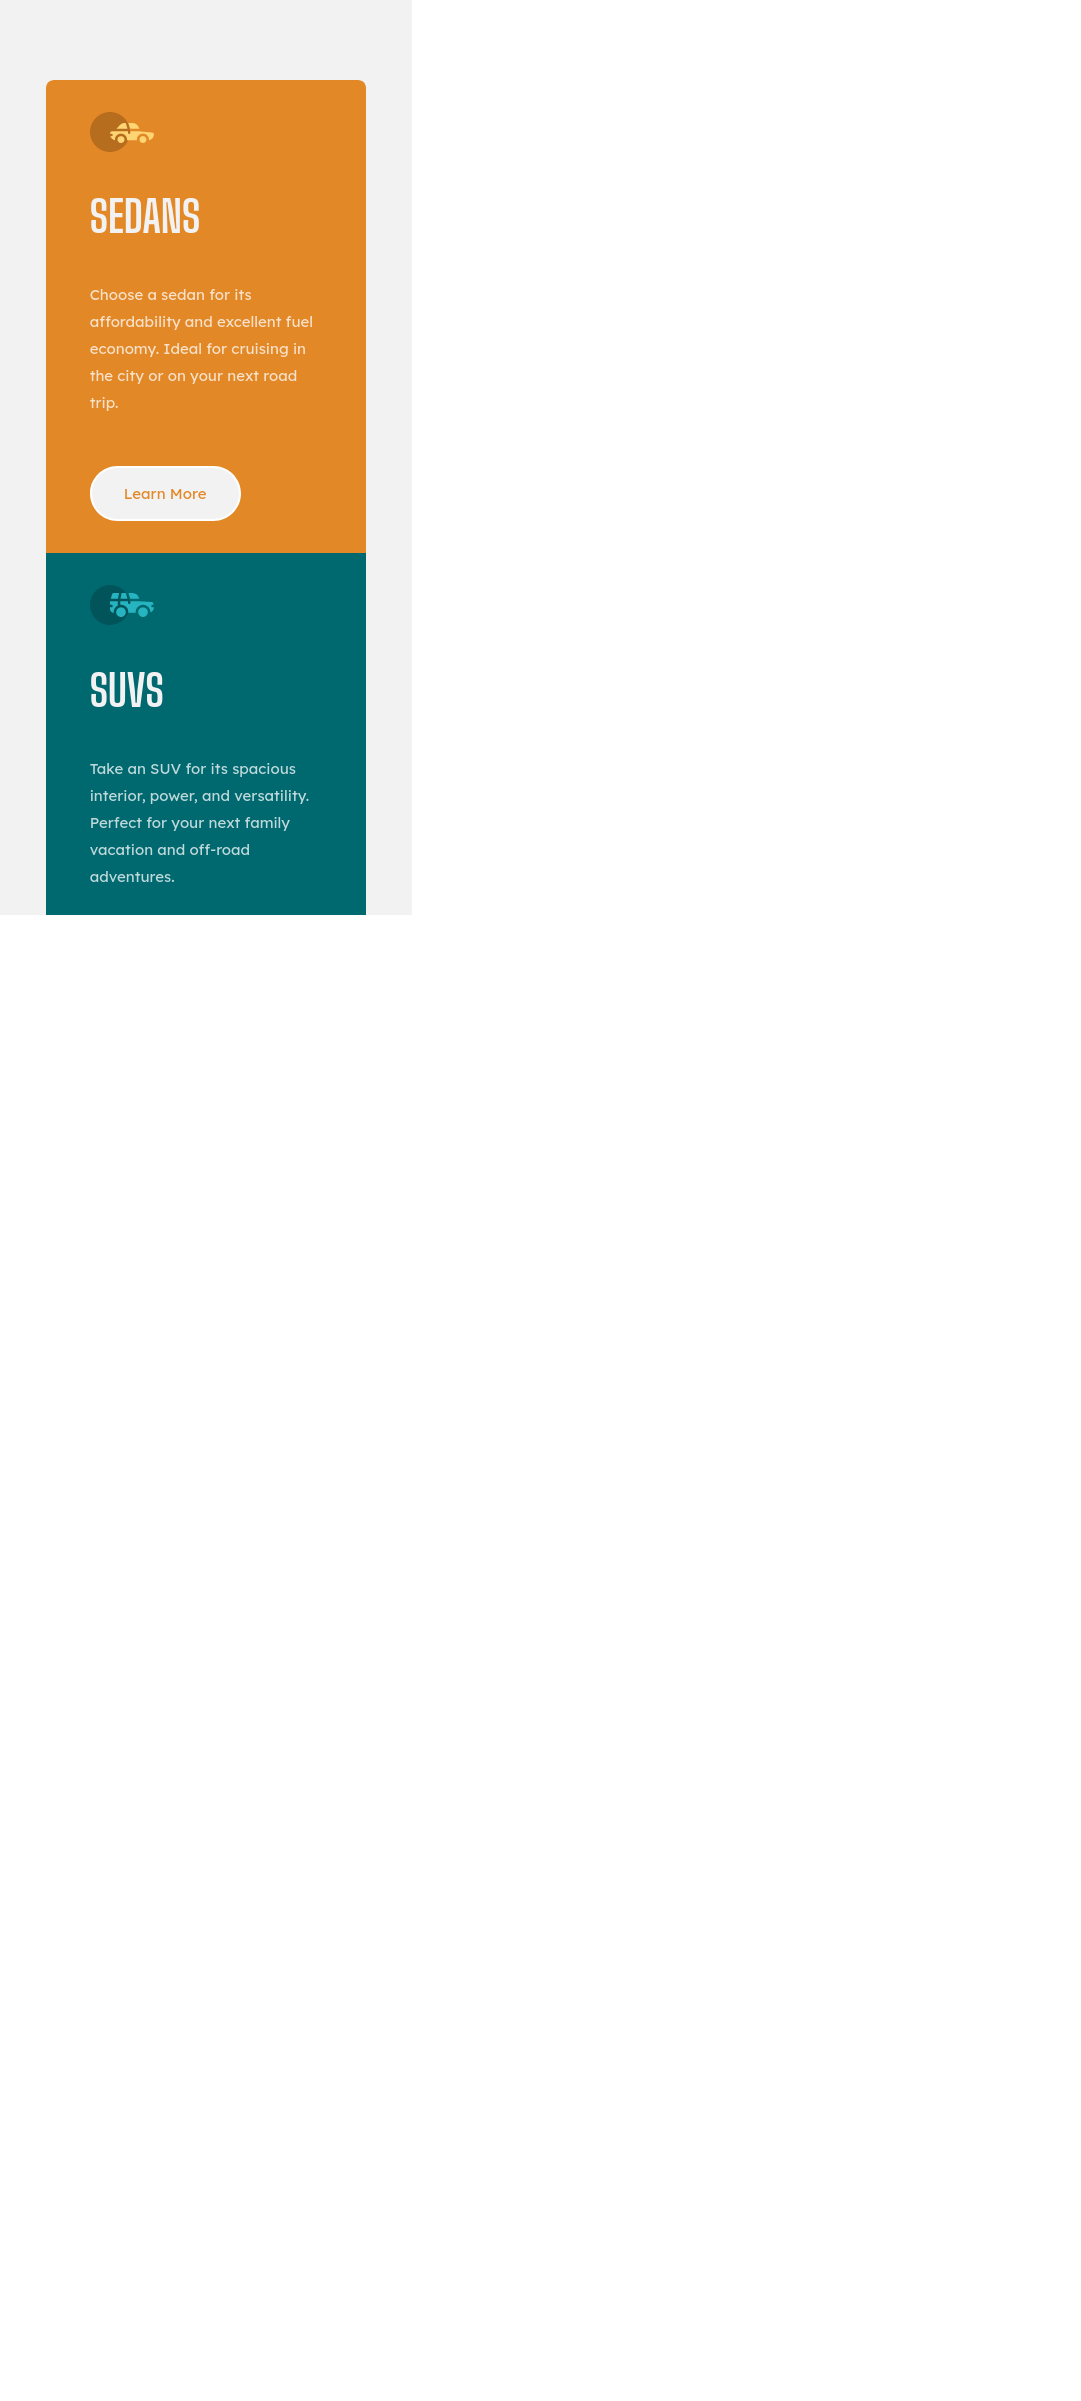 SEDANS
Choose a sedan for its
affordability and excellent fuel
economy. Ideal for cruising in
the city or on your next road
trip.
Learn More
SUVS
Take an SUV for its spacious
interior, power, and versatility.
Perfect for your next family
vacation and off-road
adventures.